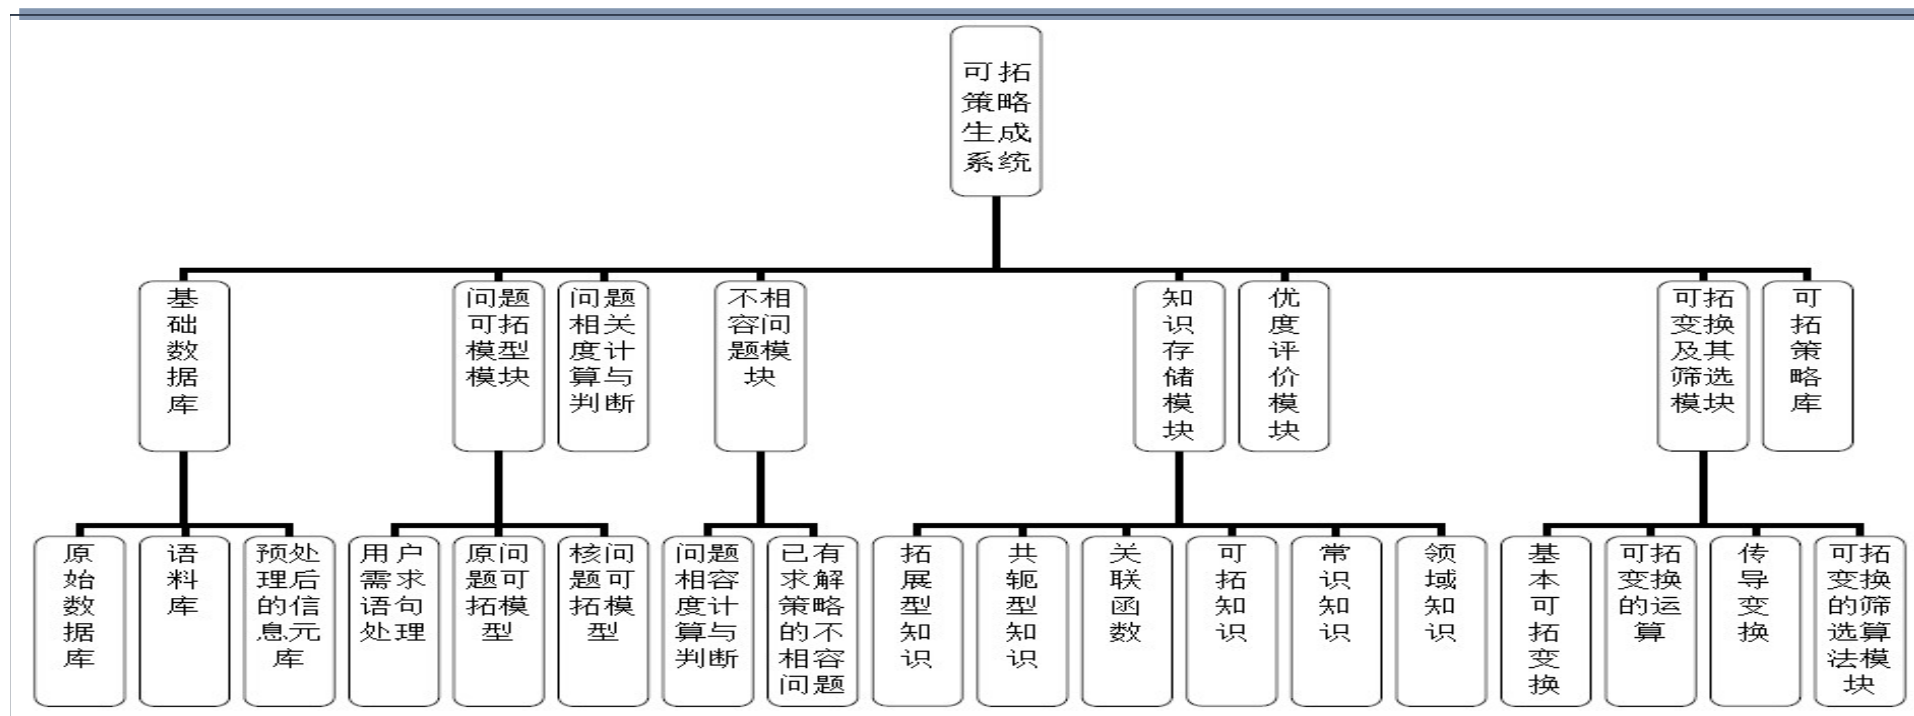 可拓
策略
生成
系统
基
础
数
据
库
问题
可拓
模型
模块
问题
相关
度计
算与
判断
不相
容问
题模
块
知
识
存
储
模
块
优
度
评
价
模
块
可拓
变换
及其
筛选
模块
可
拓
策
略
库
原
始
数
据
库
语
料
库
预处
理后
的信
息元
库
用户
需求
语句
处理
原问
题可
拓模
型
核问
题可
拓模
型
问题
相容
度计
算与
判断
已有
求解
策略
的不
相容
问题
拓
展
型
知
识
共
轭
型
知
识
关
联
函
数
可
拓
知
识
常
识
知
识
领
域
知
识
基
本
可
拓
变
换
可拓
变换
的运
算
传
导
变
换
可拓
变换
的筛
选算
法模
块